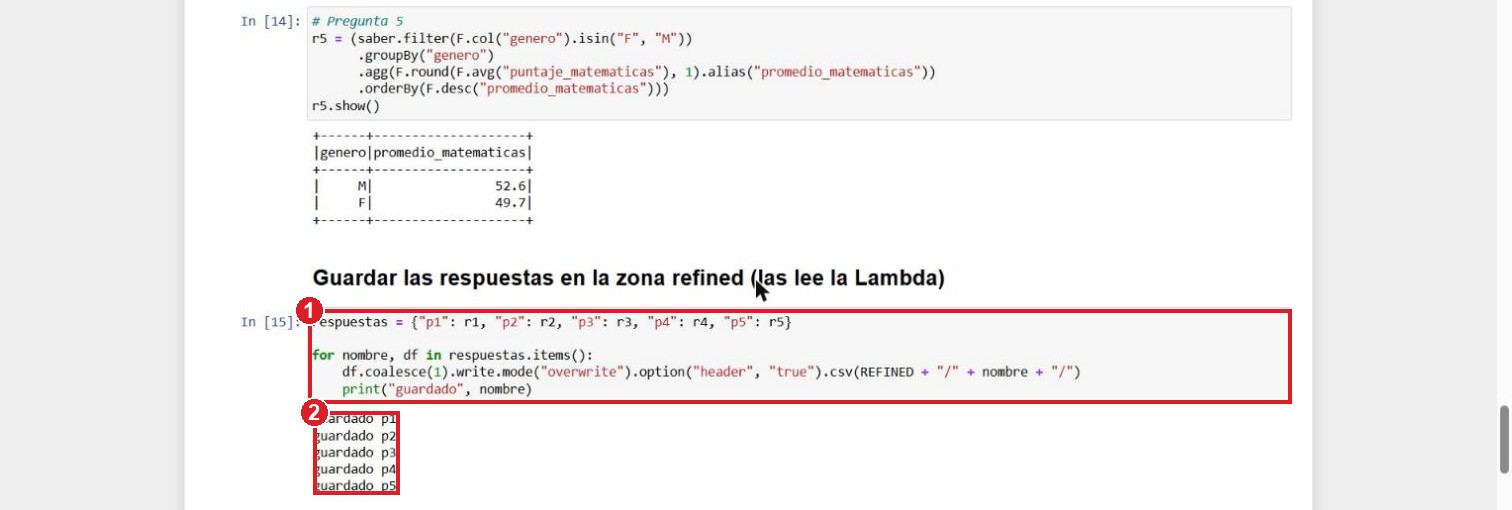 In [14]: # Pregunta 5
r5 = (saber.filter(F.col("genero").isin("F", "M"))
.groupBy("genero")
.agg(F.round(F.avg("puntaje_matematicas"), 1).alias("promedio_matematicas"))
.orderBy(F.desc("promedio_matematicas")))
r5.show()
+------+--------------------+
|genero|promedio_matematicas|
+------+--------------------+
|     M|                52.6|
|     F|                49.7|
+------+--------------------+
Guardar las respuestas en la zona refined (las lee la Lambda)
1
In [15]: respuestas = {"p1": r1, "p2": r2, "p3": r3, "p4": r4, "p5": r5}
for nombre, df in respuestas.items():
df.coalesce(1).write.mode("overwrite").option("header", "true").csv(REFINED + "/" + nombre + "/")
print("guardado", nombre)
2
guardado p1
guardado p2
guardado p3
guardado p4
guardado p5